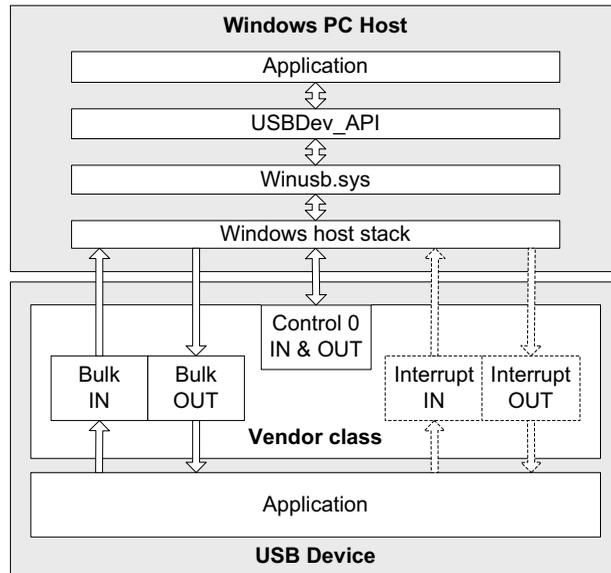 Windows PC Host
Application
USBDev_API
Winusb.sys
Windows host stack
Control 0
IN & OUT
Bulk
IN
Bulk
OUT
Interrupt
IN
Interrupt
OUT
Vendor class
Application
USB Device